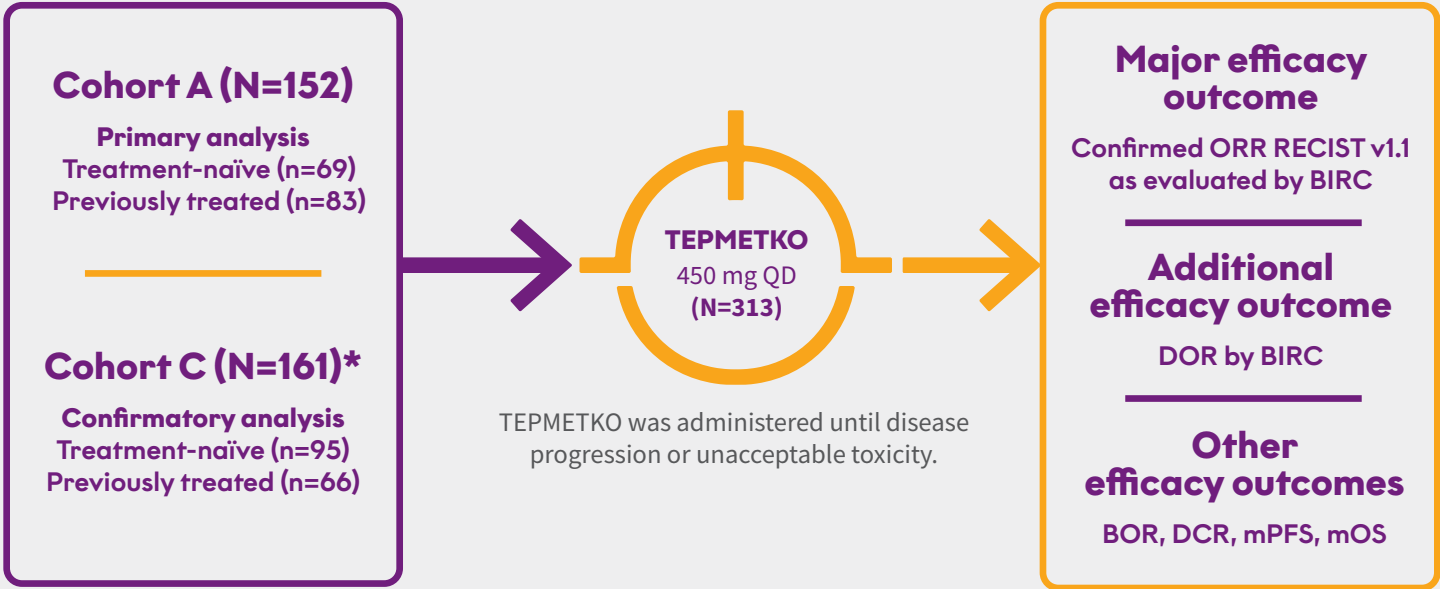 Cohort A (N=152)
Primary analysis
Treatment-naïve (n=69)
Previously treated (n=83)
Cohort C (N=161)*
Confirmatory analysis
Treatment-naïve (n=95)
Previously treated (n=66)
TEPMETKO
450 mg QD
(N=313)
TEPMETKO was administered until disease
progression or unacceptable toxicity.
Major efficacy
outcome
Confirmed ORR RECIST v1.1
as evaluated by BIRC
Additional
efficacy outcome
DOR by BIRC
Other
efficacy outcomes
BOR, DCR, mPFS, mOS